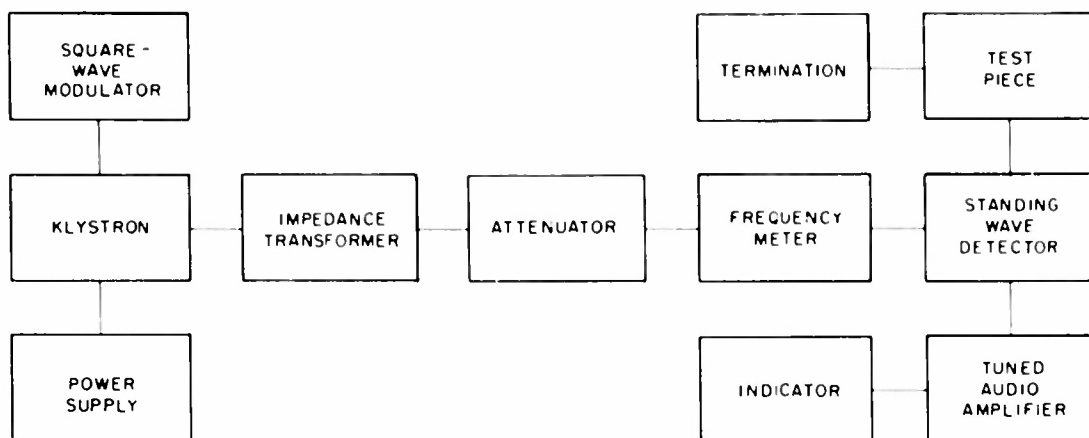 SQUARE-
WAVE
MODULATOR
TERMINATION
TEST
PIECE
KLYSTRON
IMPEDANCE
TRANSFORMER
ATTENUATOR
FREQUENCY
METER
STANDING
WAVE
DETECTOR
POWER
SUPPLY
INDICATOR
TUNED
AUDIO
AMPLIFIER